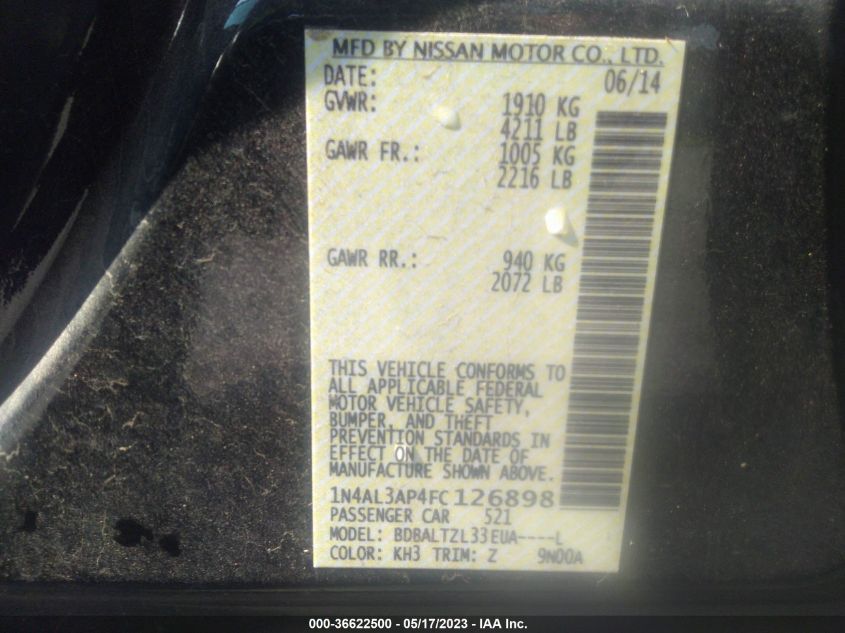 MFD BY NISSAN MOTOR CO., LTD.
DATE: 06/14
GVWR: 1910 KG
4211 LB
GAWR FR.: 1005 KG
2216 LB
GAWR RR.: 940 KG
2072 LB
THIS VEHICLE CONFORMS TO
ALL APPLICABLE FEDERAL
MOTOR VEHICLE SAFETY,
BUMPER, AND THEFT
PREVENTION STANDARDS IN
EFFECT ON THE DATE OF
MANUFACTURE SHOWN ABOVE.
1N4AL3AP4FC126898
PASSENGER CAR 521
MODEL: BDBALTZL33EUA----L
COLOR: KH3 TRIM: Z 9N00A
000-36622500 - 05/17/2023 - IAA Inc.